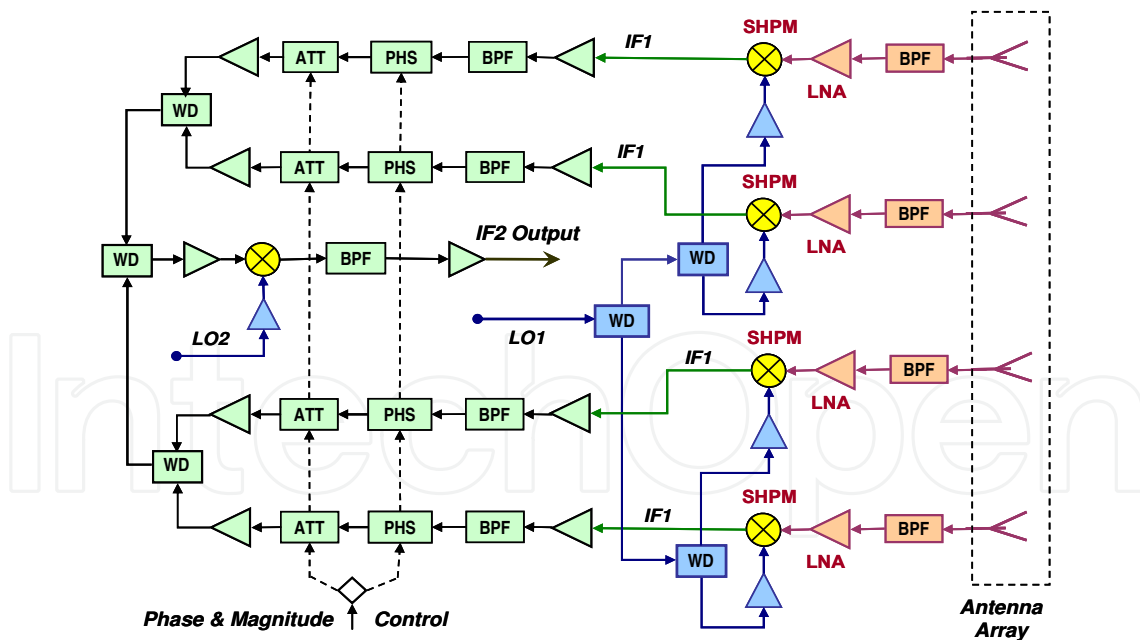 SHPM
IF1
ATT
PHS
BPF
BPF
LNA
WD
IF1
SHPM
ATT
PHS
BPF
BPF
LNA
IF2 Output
WD
BPF
WD
LO2
LO1
WD
SHPM
IF1
BPF
LNA
ATT
PHS
BPF
WD
SHPM
IF1
ATT
PHS
BPF
BPF
WD
LNA
Phase & Magnitude Control
Antenna
Array
IntechOpen